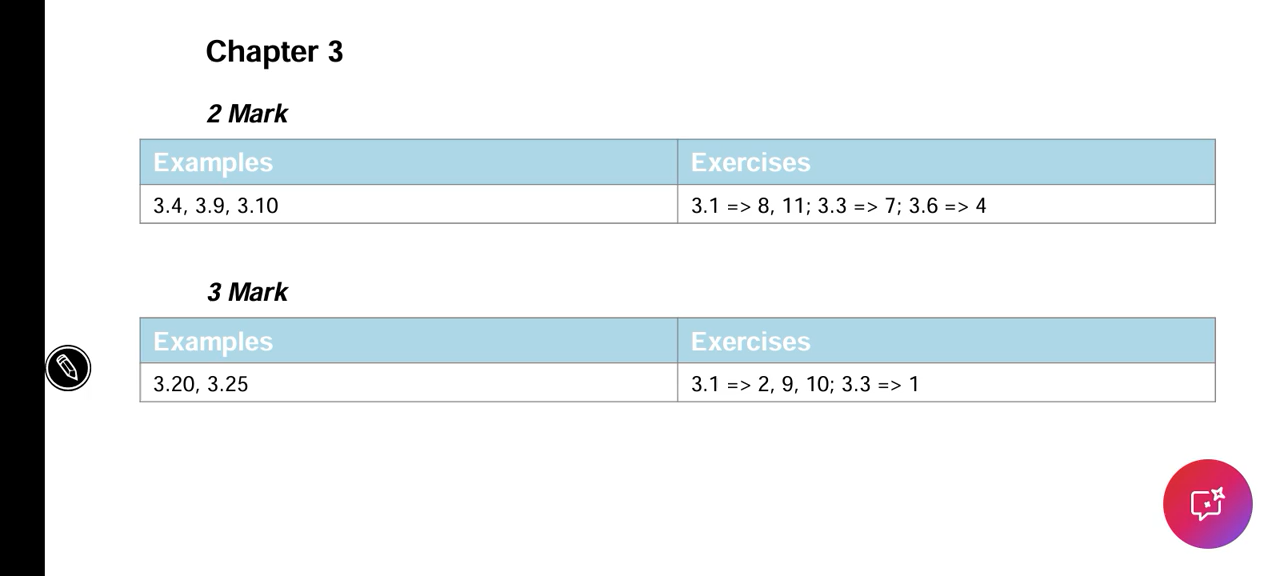 Chapter 3
2 Mark
Examples Exercises
3.4, 3.9, 3.10 3.1 => 8, 11; 3.3 => 7; 3.6 => 4
3 Mark
Examples Exercises
3.20, 3.25 3.1 => 2, 9, 10; 3.3 => 1